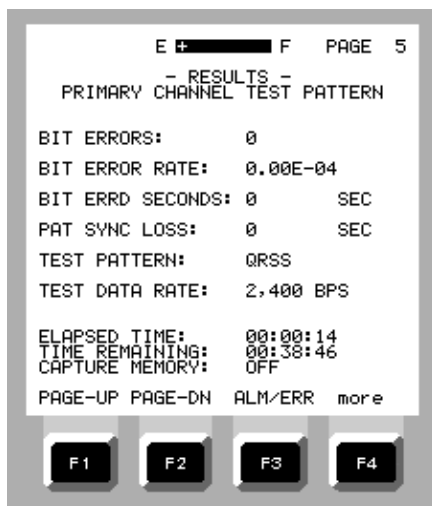 E + F PAGE 5
- RESULTS -
PRIMARY CHANNEL TEST PATTERN
BIT ERRORS: 0
BIT ERROR RATE: 0.00E-04
BIT ERRD SECONDS: 0 SEC
PAT SYNC LOSS: 0 SEC
TEST PATTERN: QRSS
TEST DATA RATE: 2,400 BPS
ELAPSED TIME: 00:00:14
TIME REMAINING: 00:38:46
CAPTURE MEMORY: OFF
PAGE-UP PAGE-DN ALM/ERR more
F1 F2 F3 F4